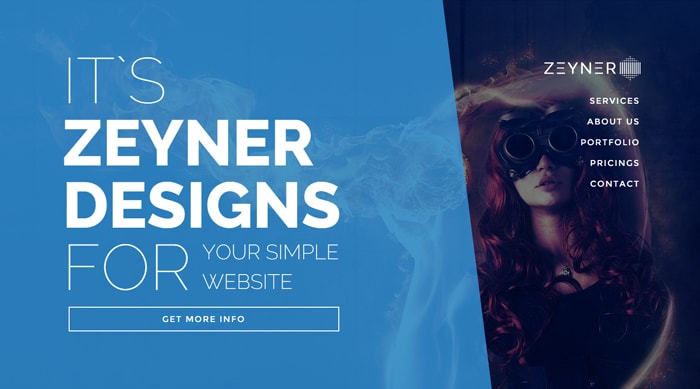 IT`S
ZEYNER
DESIGNS
FOR
YOUR SIMPLE
WEBSITE
GET MORE INFO
ZEYNER
SERVICES
ABOUT US
PORTFOLIO
PRICINGS
CONTACT